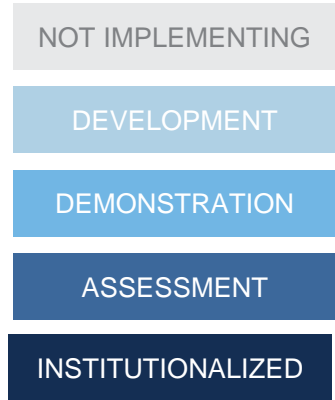 NOT IMPLEMENTING
DEVELOPMENT
DEMONSTRATION
ASSESSMENT
INSTITUTIONALIZED